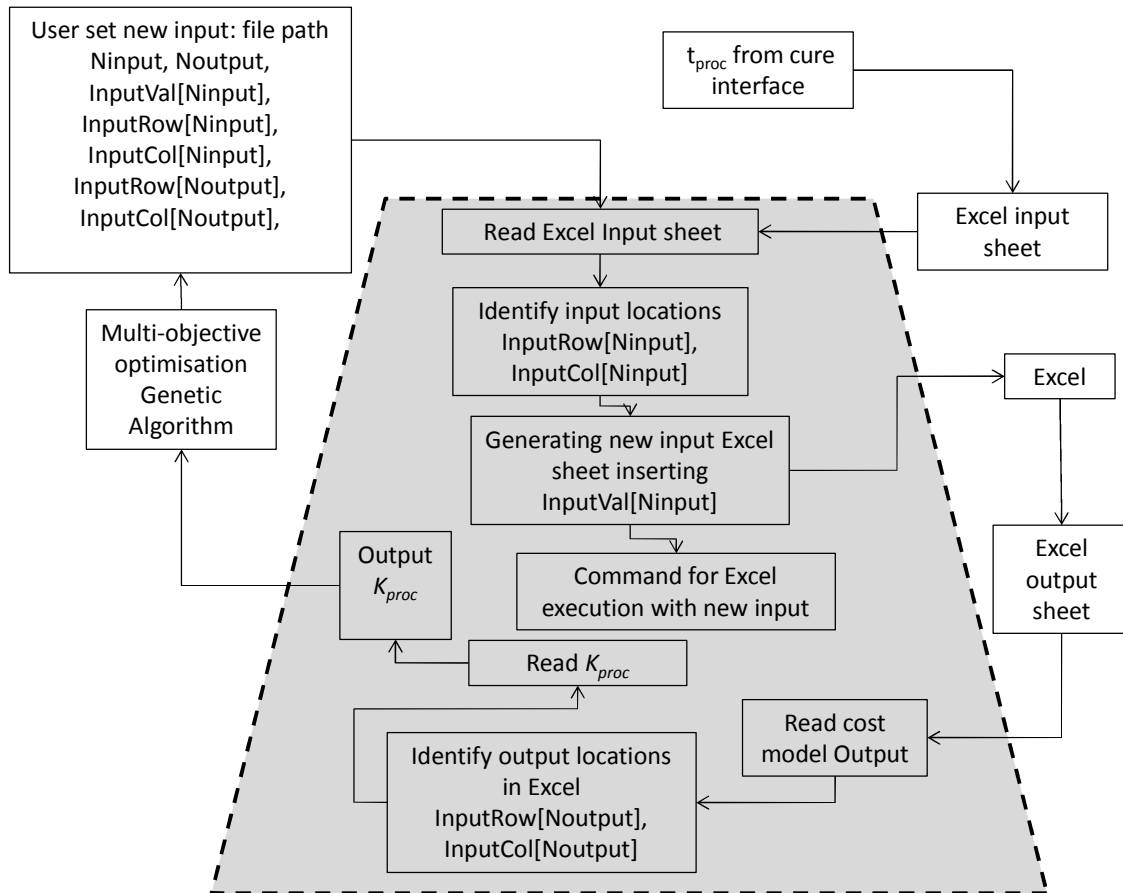 User set new input: file path
Ninput, Noutput,
InputVal[Ninput],
InputRow[Ninput],
InputCol[Ninput],
InputRow[Noutput],
InputCol[Noutput],
t_proc from cure
interface
Read Excel Input sheet
Excel input
sheet
Identify input locations
InputRow[Ninput],
InputCol[Ninput]
Multi-objective
optimisation
Genetic
Algorithm
Excel
Generating new input Excel
sheet inserting
InputVal[Ninput]
Output
K_proc
Command for Excel
execution with new input
Excel
output
sheet
Read K_proc
Read cost
model Output
Identify output locations
in Excel
InputRow[Noutput],
InputCol[Noutput]